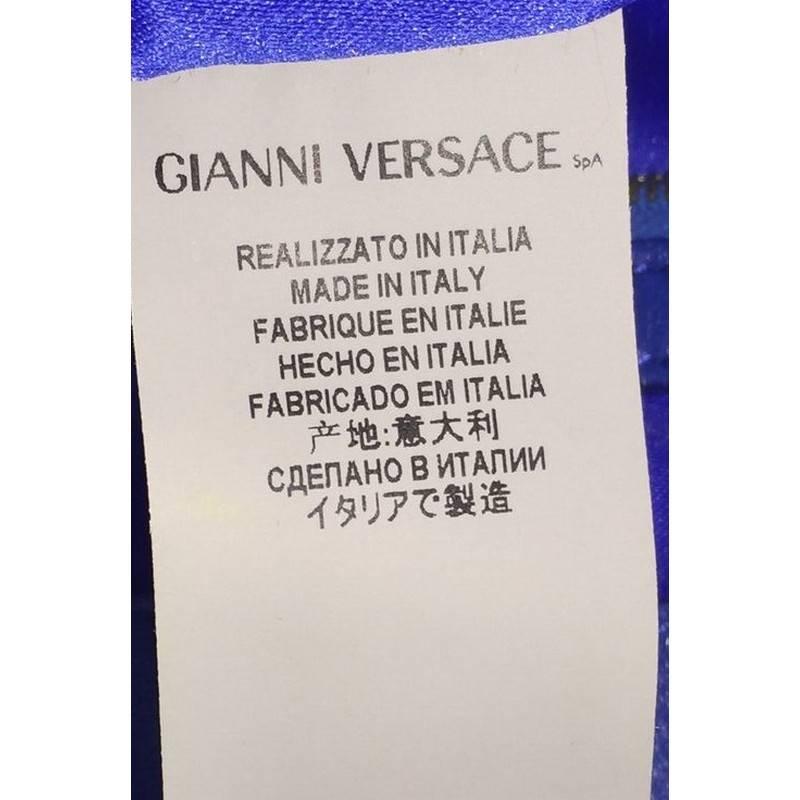 GIANNI VERSACE SpA
REALIZZATO IN ITALIA
MADE IN ITALY
FABRIQUE EN ITALIE
HECHO EN ITALIA
FABRICADO EM ITALIA
产地:意大利
СДЕЛАНО В ИТАЛИИ
イタリアで製造